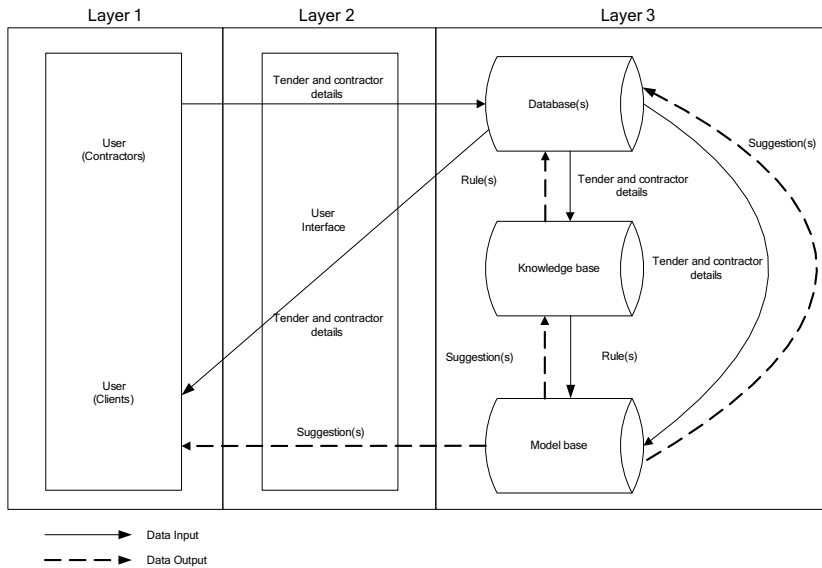 Layer 1
Layer 2
Layer 3
Tender and contractor
details
Database(s)
User
(Contractors)
Suggestion(s)
Rule(s)
Tender and contractor
details
User
Interface
Knowledge base
Tender and contractor
details
Tender and contractor
details
Suggestion(s)
Rule(s)
User
(Clients)
Suggestion(s)
Model base
Data Input
Data Output